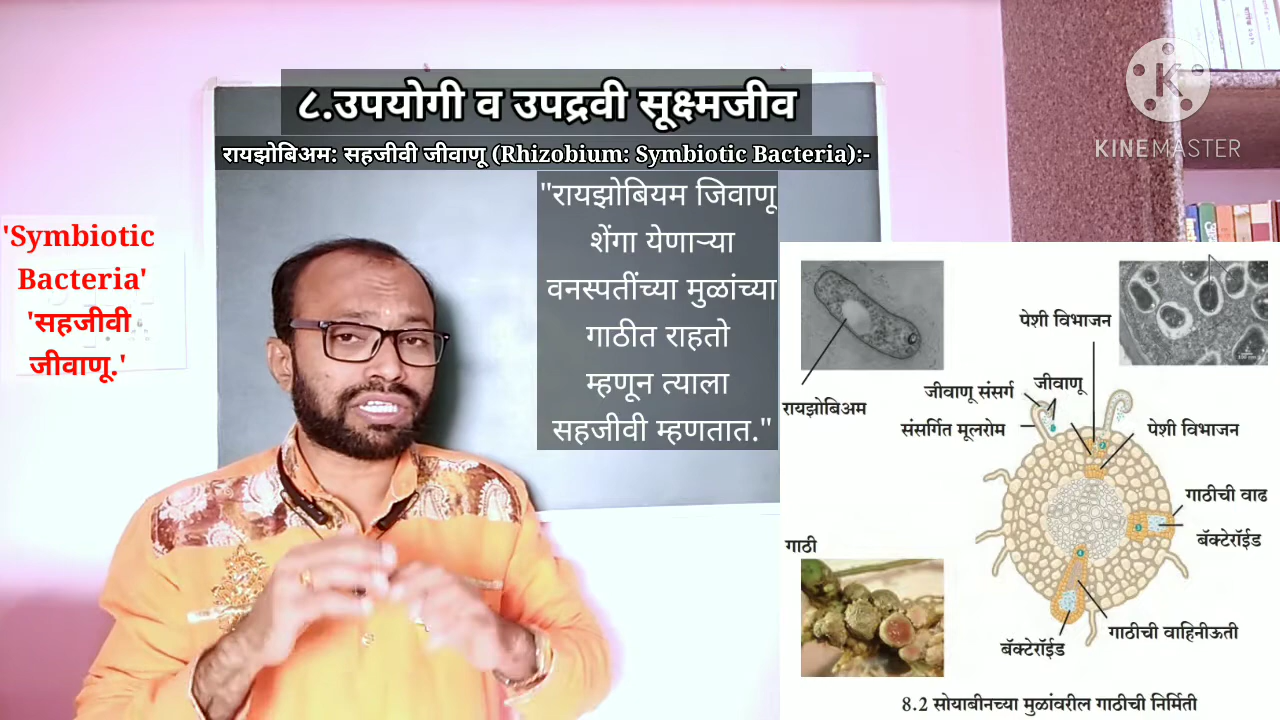 ८.उपयोगी व उपद्रवी सूक्ष्मजीव
रायझोबिअम: सहजीवी जीवाणू (Rhizobium: Symbiotic Bacteria):-
"रायझोबियम जिवाणू
शेंगा येणाऱ्या
वनस्पतींच्या मुळांच्या
गाठीत राहतो
म्हणून त्याला
सहजीवी म्हणतात."
'Symbiotic
Bacteria'
'सहजीवी
जीवाणू.'
KINEMASTER
पेशी विभाजन
जीवाणू संसर्ग
जीवाणू
रायझोबिअम
संसर्गित मूलरोम
पेशी विभाजन
गाठीची वाढ
बॅक्टेरॉईड
गाठी
गाठीची वाहिनीऊती
बॅक्टेरॉईड
8.2 सोयाबीनच्या मुळांवरील गाठीची निर्मिती